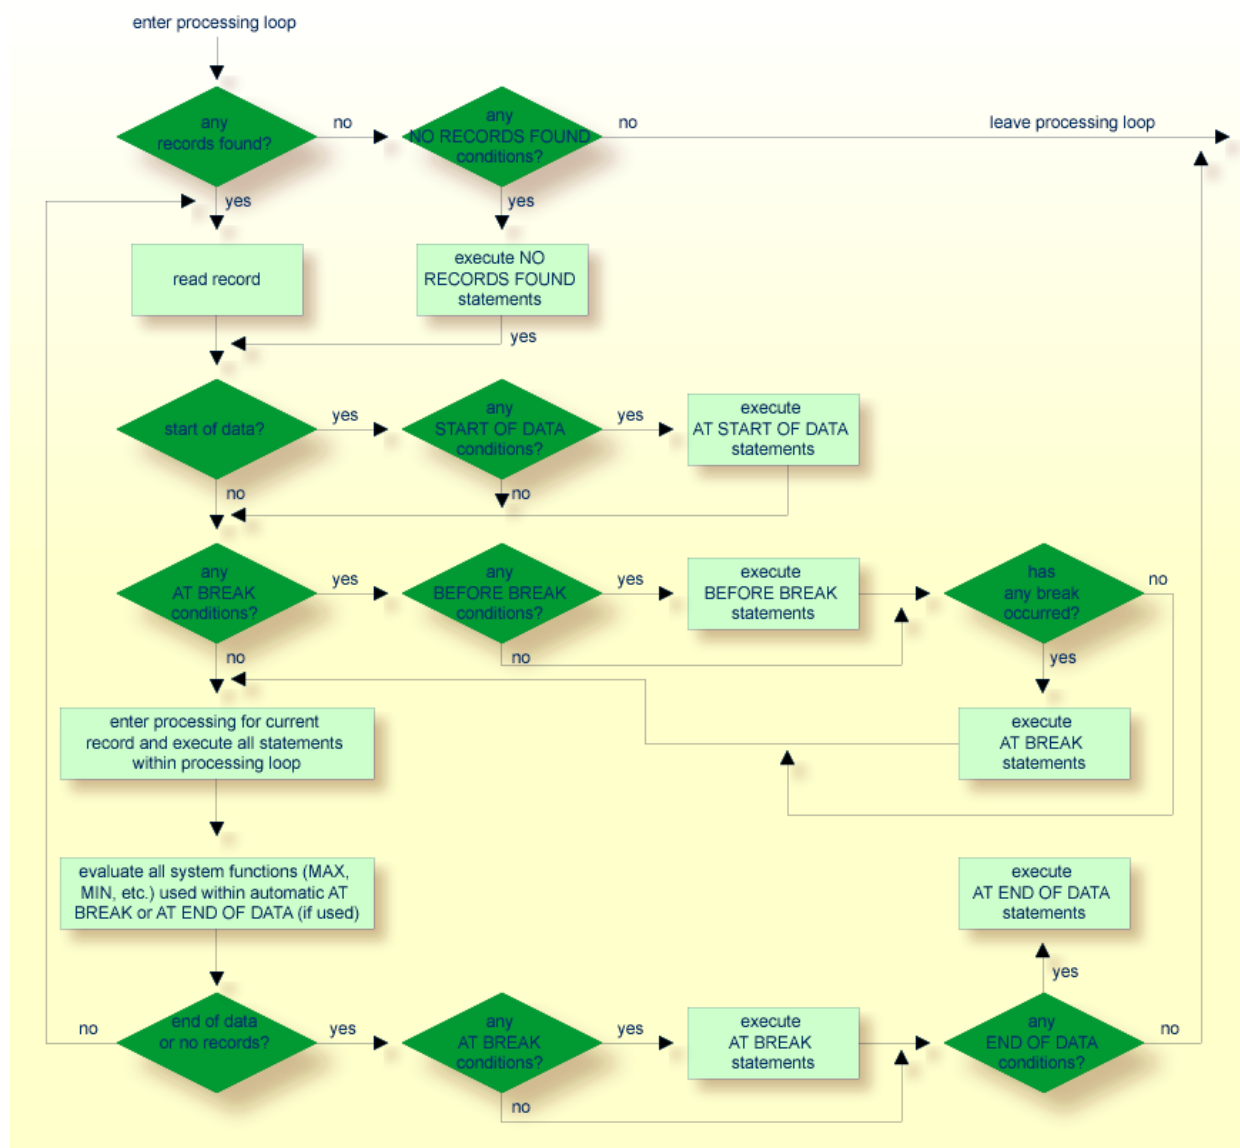 enter processing loop
any
records found?
no
any
NO RECORDS FOUND
conditions?
no
leave processing loop
yes
yes
read record
execute NO
RECORDS FOUND
statements
yes
start of data?
yes
any
START OF DATA
conditions?
yes
execute
AT START OF DATA
statements
no
no
any
AT BREAK
conditions?
yes
any
BEFORE BREAK
conditions?
yes
execute
BEFORE BREAK
statements
has
any break
occurred?
no
no
no
yes
enter processing for current
record and execute all statements
within processing loop
execute
AT BREAK
statements
evaluate all system functions (MAX,
MIN, etc.) used within automatic AT
BREAK or AT END OF DATA (if used)
execute
AT END OF DATA
statements
yes
no
end of data
or no records?
yes
any
AT BREAK
conditions?
yes
execute
AT BREAK
statements
any
END OF DATA
conditions?
no
no